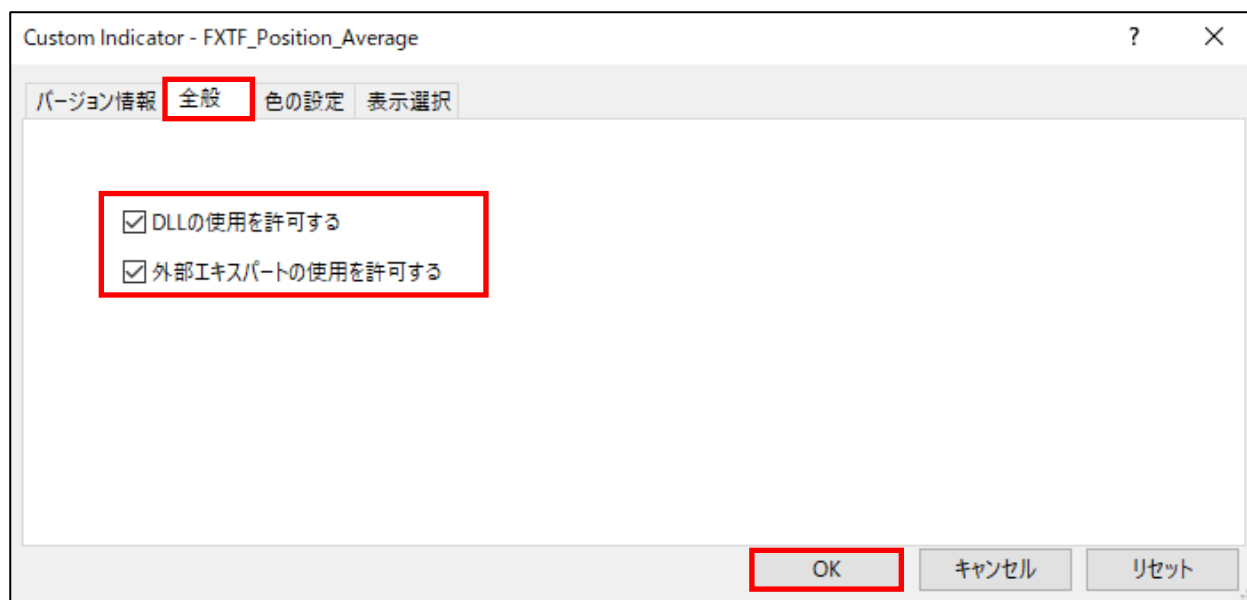 Custom Indicator - FXTF_Position_Average ? ×
バージョン情報 全般 色の設定 表示選択
DLLの使用を許可する
外部エキスパートの使用を許可する
OK キャンセル リセット